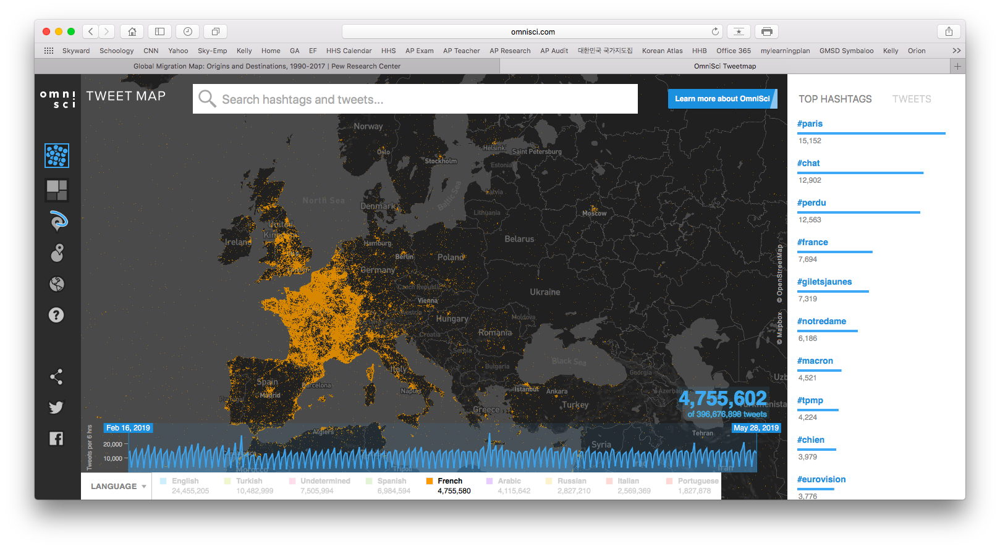 omnisci.com
Skyward Schoology CNN Yahoo Sky-Emp Kelly Home GA EF HHS Calendar HHS AP Exam AP Teacher AP Research AP Audit 대한민국 국가지도집 Korean Atlas HHB Office 365 mylearningplan GMSD Symbaloo Kelly Orion
Global Migration Map: Origins and Destinations, 1990-2017 | Pew Research Center
OmniSci Tweetmap
omni
sci
TWEET MAP
Search hashtags and tweets...
Learn more about OmniSci
TOP HASHTAGS TWEETS
#paris
15,152
#chat
12,902
#perdu
12,563
#france
7,694
#giletsjaunes
7,319
#notredame
6,186
#macron
4,521
#tpmp
4,224
#chien
3,979
#eurovision
3,776
Norway
Oslo
Helsinki
Saint Petersburg
Stockholm
Estonia
Baltic Sea
Latvia
North Sea
Denmark
Lithuania
Moscow
United
Ireland
Hamburg
Belarus
Berlin
Poland
Germany
Czech Republic
Ukraine
Vienna
Austria
Hungary
Moldova
Romania
Croatia
Serbia
Black Sea
Bulgaria
Georgia
Uzb
Italy
Spain
Barcelona
Madrid
Portugal
Naples
Istanbul
Ankara
Azerbaija
Turkey
Turkmenista
Greece
Algiers
Tehran
Syria
Casablanca
Morocco
Tripoli
Iraq
Iran
© Mapbox © OpenStreetMap
4,755,602
of 396,676,898 tweets
Feb 16, 2019
May 28, 2019
Tweets per 6 hrs
20,000
10,000
LANGUAGE
English
24,455,205
Turkish
10,482,999
Undetermined
7,505,994
Spanish
6,984,594
French
4,755,580
Arabic
4,115,642
Russian
2,827,210
Italian
2,569,369
Portuguese
1,827,878